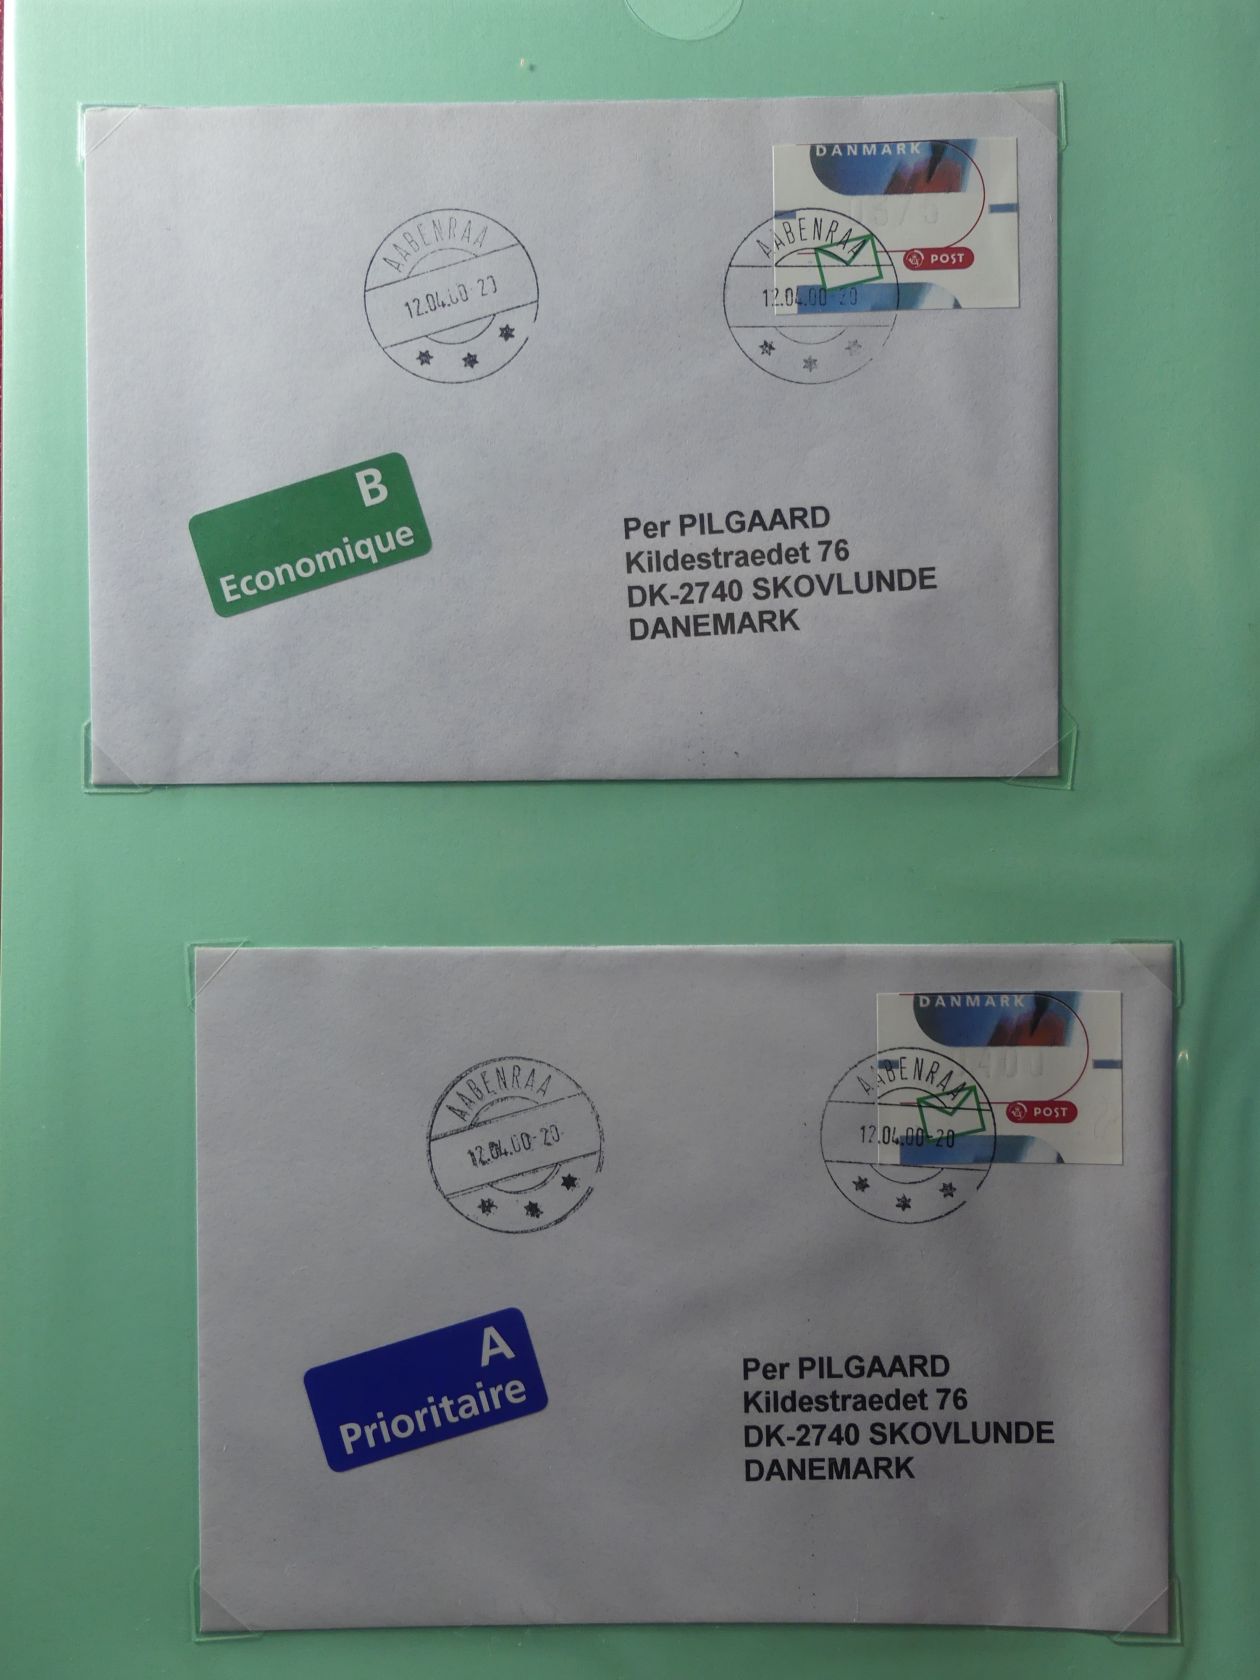 DANMARK
0375
POST
AABENRAA
12.04.00-20
AABENRAA
12.04.00-20
B
Economique
Per PILGAARD
Kildestraedet 76
DK-2740 SKOVLUNDE
DANEMARK
DANMARK
POST
AABENRAA
12.04.00-20
AABENRAA
12.04.00-20
A
Prioritaire
Per PILGAARD
Kildestraedet 76
DK-2740 SKOVLUNDE
DANEMARK